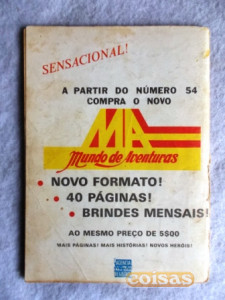 SENSACIONAL!
A PARTIR DO NÚMERO 54
COMPRA O NOVO
MA
Mundo de Aventuras
• NOVO FORMATO!
• 40 PÁGINAS!
• BRINDES MENSAIS!
AO MESMO PREÇO DE 5$00
MAIS PÁGINAS! MAIS HISTÓRIAS! NOVOS HERÓIS!
coisas